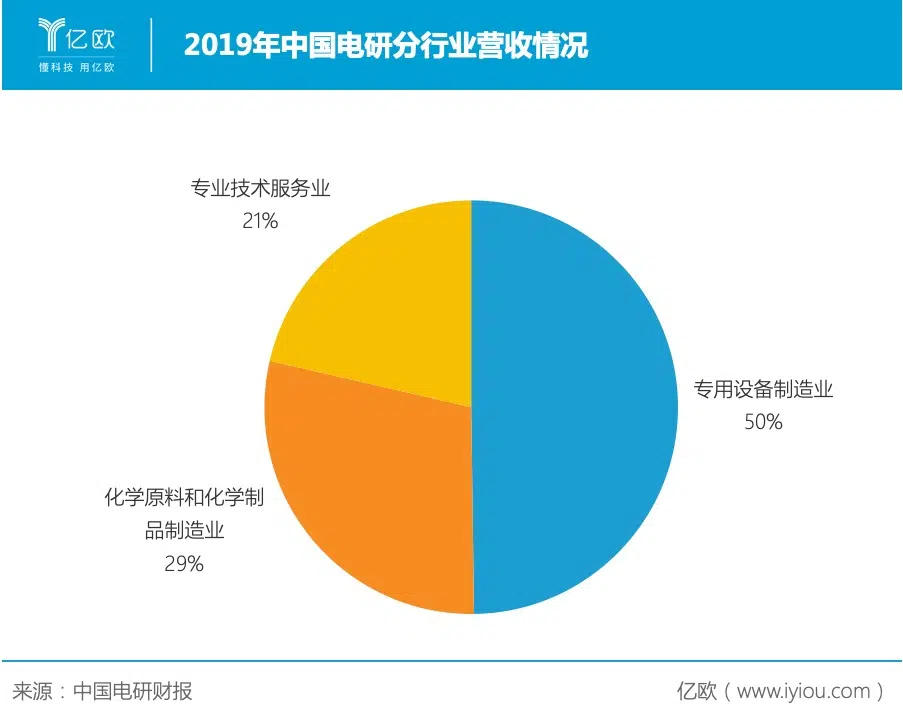 亿欧
懂科技 用亿欧
2019年中国电研分行业营收情况
专业技术服务业
21%
专用设备制造业
50%
化学原料和化学制
品制造业
29%
来源：中国电研财报
亿欧（www.iyiou.com）